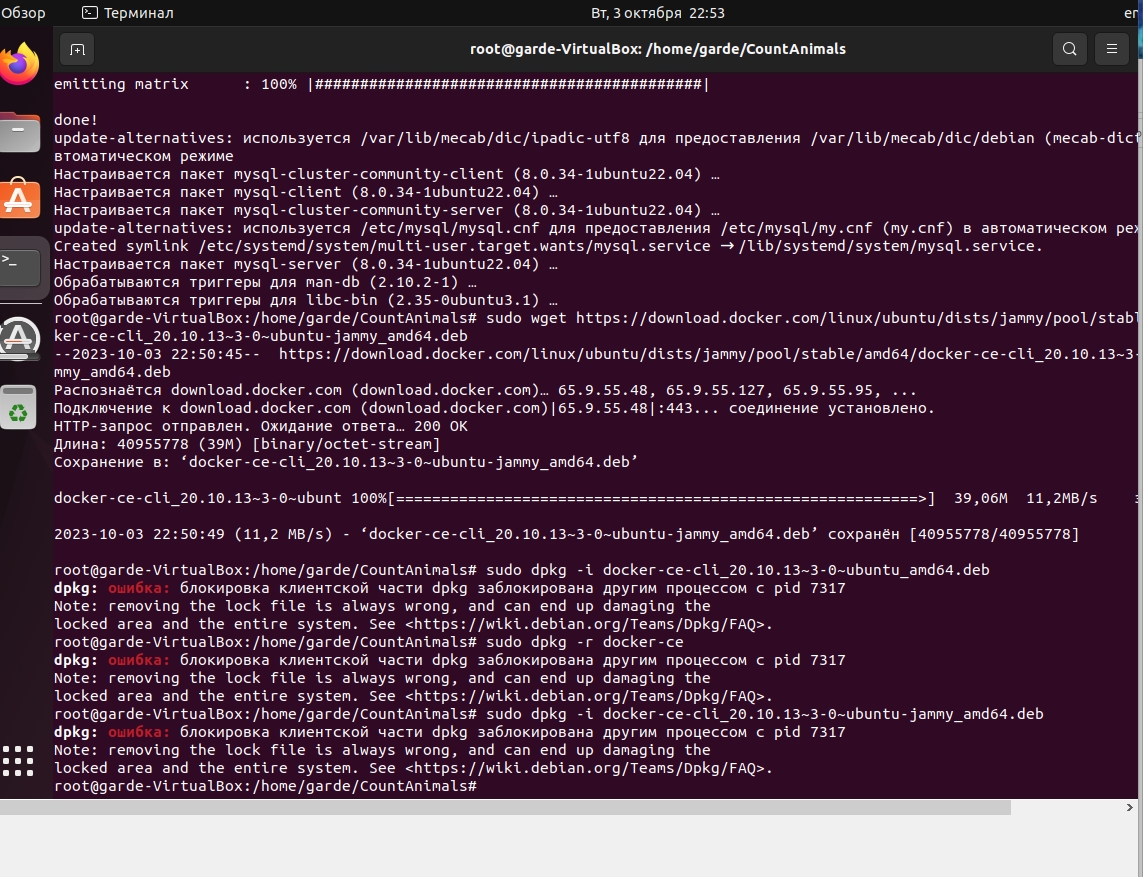 Обзор
Терминал
Вт, 3 октября 22:53
en
root@garde-VirtualBox: /home/garde/CountAnimals
emitting matrix      : 100% |###########################################|
done!
update-alternatives: используется /var/lib/mecab/dic/ipadic-utf8 для предоставления /var/lib/mecab/dic/debian (mecab-dict
втоматическом режиме
Настраивается пакет mysql-cluster-community-client (8.0.34-1ubuntu22.04) …
Настраивается пакет mysql-client (8.0.34-1ubuntu22.04) …
Настраивается пакет mysql-cluster-community-server (8.0.34-1ubuntu22.04) …
update-alternatives: используется /etc/mysql/mysql.cnf для предоставления /etc/mysql/my.cnf (my.cnf) в автоматическом реж
Created symlink /etc/systemd/system/multi-user.target.wants/mysql.service → /lib/systemd/system/mysql.service.
Настраивается пакет mysql-server (8.0.34-1ubuntu22.04) …
Обрабатываются триггеры для man-db (2.10.2-1) …
Обрабатываются триггеры для libc-bin (2.35-0ubuntu3.1) …
root@garde-VirtualBox:/home/garde/CountAnimals# sudo wget https://download.docker.com/linux/ubuntu/dists/jammy/pool/stabl
ker-ce-cli_20.10.13~3-0~ubuntu-jammy_amd64.deb
--2023-10-03 22:50:45--  https://download.docker.com/linux/ubuntu/dists/jammy/pool/stable/amd64/docker-ce-cli_20.10.13~3-
mmy_amd64.deb
Распознаётся download.docker.com (download.docker.com)… 65.9.55.48, 65.9.55.127, 65.9.55.95, ...
Подключение к download.docker.com (download.docker.com)|65.9.55.48|:443... соединение установлено.
HTTP-запрос отправлен. Ожидание ответа… 200 OK
Длина: 40955778 (39M) [binary/octet-stream]
Сохранение в: ‘docker-ce-cli_20.10.13~3-0~ubuntu-jammy_amd64.deb’
docker-ce-cli_20.10.13~3-0~ubunt 100%[==========================================================>]  39,06M  11,2MB/s
2023-10-03 22:50:49 (11,2 MB/s) - ‘docker-ce-cli_20.10.13~3-0~ubuntu-jammy_amd64.deb’ сохранён [40955778/40955778]
root@garde-VirtualBox:/home/garde/CountAnimals# sudo dpkg -i docker-ce-cli_20.10.13~3-0~ubuntu_amd64.deb
dpkg: ошибка: блокировка клиентской части dpkg заблокирована другим процессом с pid 7317
Note: removing the lock file is always wrong, and can end up damaging the
locked area and the entire system. See <https://wiki.debian.org/Teams/Dpkg/FAQ>.
root@garde-VirtualBox:/home/garde/CountAnimals# sudo dpkg -r docker-ce
dpkg: ошибка: блокировка клиентской части dpkg заблокирована другим процессом с pid 7317
Note: removing the lock file is always wrong, and can end up damaging the
locked area and the entire system. See <https://wiki.debian.org/Teams/Dpkg/FAQ>.
root@garde-VirtualBox:/home/garde/CountAnimals# sudo dpkg -i docker-ce-cli_20.10.13~3-0~ubuntu-jammy_amd64.deb
dpkg: ошибка: блокировка клиентской части dpkg заблокирована другим процессом с pid 7317
Note: removing the lock file is always wrong, and can end up damaging the
locked area and the entire system. See <https://wiki.debian.org/Teams/Dpkg/FAQ>.
root@garde-VirtualBox:/home/garde/CountAnimals#